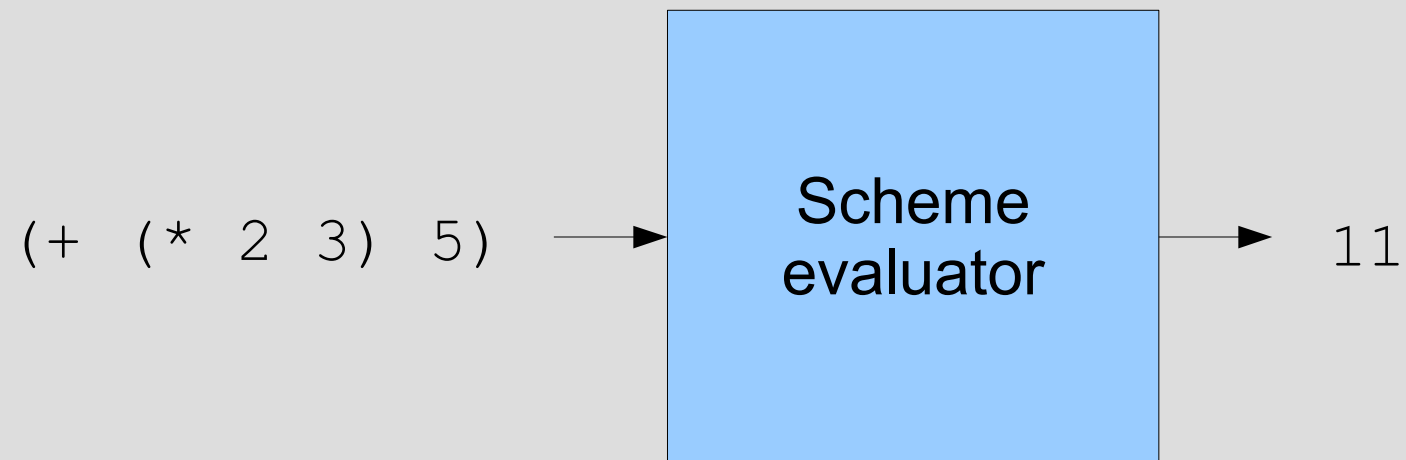 (+ (* 2 3) 5)
Scheme
evaluator
11